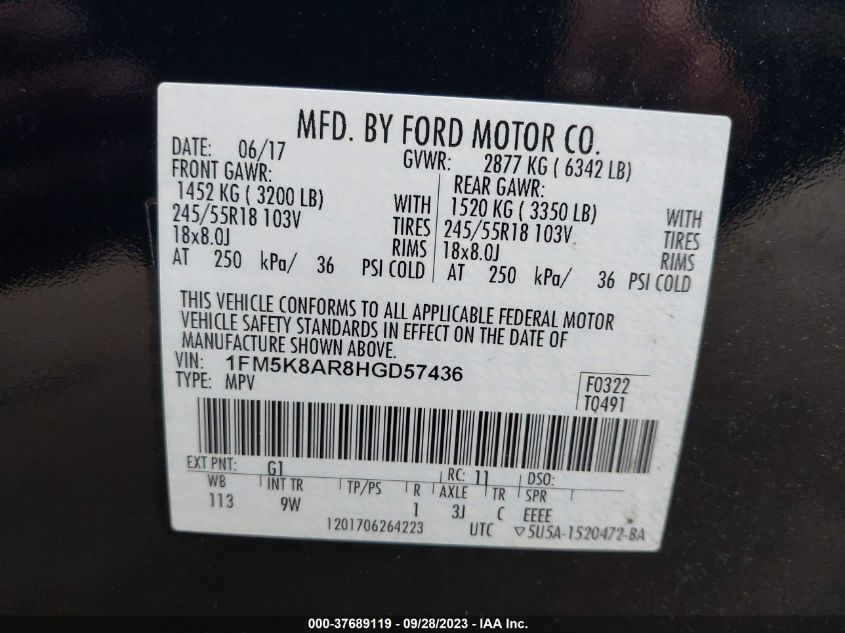 MFD. BY FORD MOTOR CO.
DATE: 06/17 GVWR: 2877 KG ( 6342 LB)
FRONT GAWR: REAR GAWR:
1452 KG ( 3200 LB) WITH 1520 KG ( 3350 LB) WITH
245/55R18 103V TIRES 245/55R18 103V TIRES
18x8.0J RIMS 18x8.0J RIMS
AT 250 kPa/ 36 PSI COLD AT 250 kPa/ 36 PSI COLD
THIS VEHICLE CONFORMS TO ALL APPLICABLE FEDERAL MOTOR
VEHICLE SAFETY STANDARDS IN EFFECT ON THE DATE OF
MANUFACTURE SHOWN ABOVE.
VIN: 1FM5K8AR8HGD57436
TYPE: MPV
F0322
TQ491
EXT PNT: G1 RC: 11 DSO:
WB INT TR TP/PS R AXLE TR SPR
113 9W 1 3J C EEEE
1201706264223 UTC ▽5U5A-1520472-BA
000-37689119 - 09/28/2023 - IAA Inc.